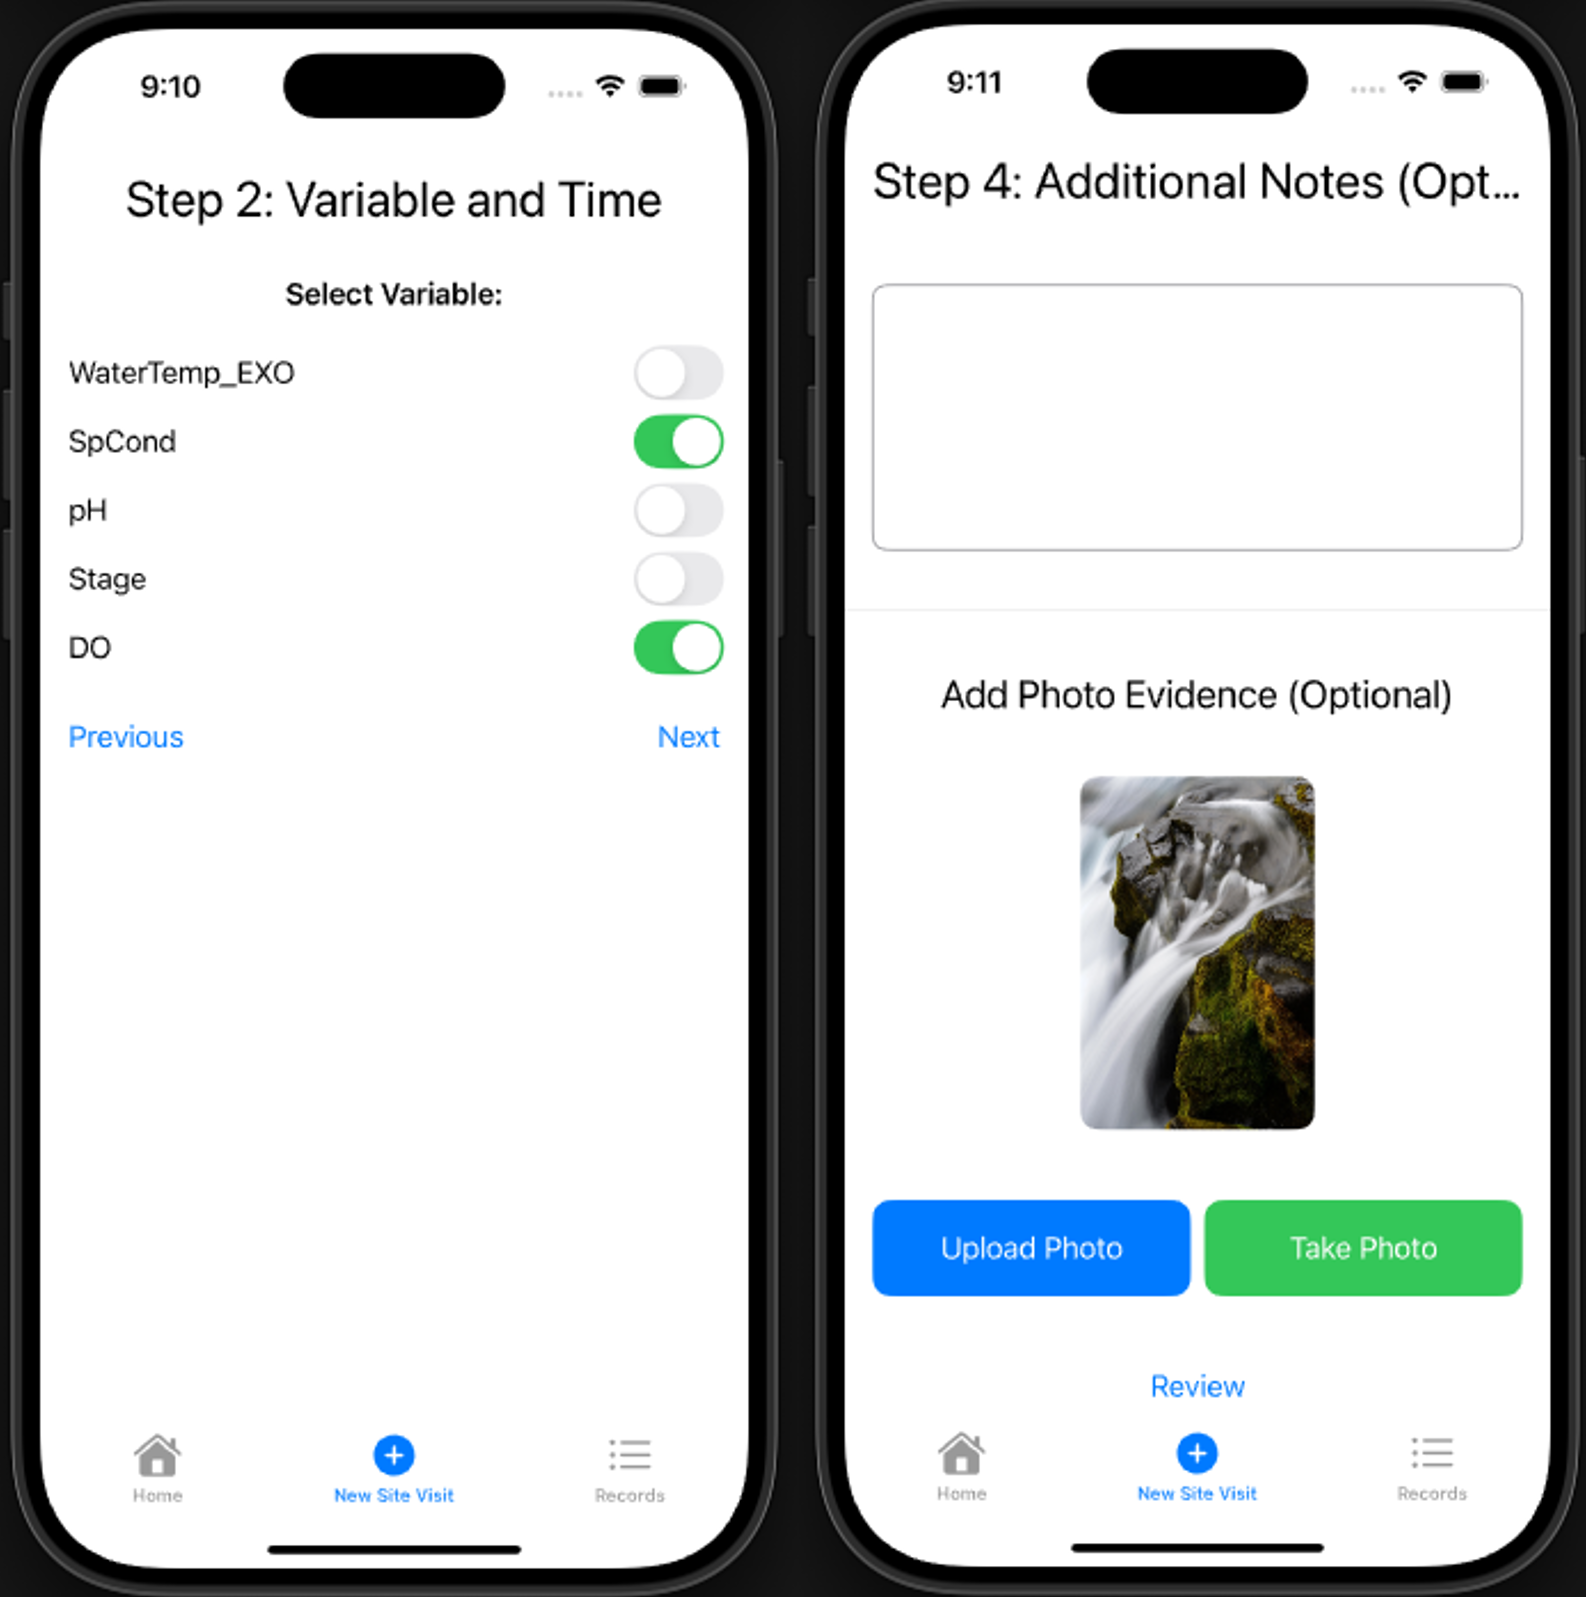 9:10
Step 2: Variable and Time
Select Variable:
WaterTemp_EXO
SpCond
pH
Stage
DO
Previous Next
Home New Site Visit Records
9:11
Step 4: Additional Notes (Opt...
Add Photo Evidence (Optional)
Upload Photo Take Photo
Review
Home New Site Visit Records